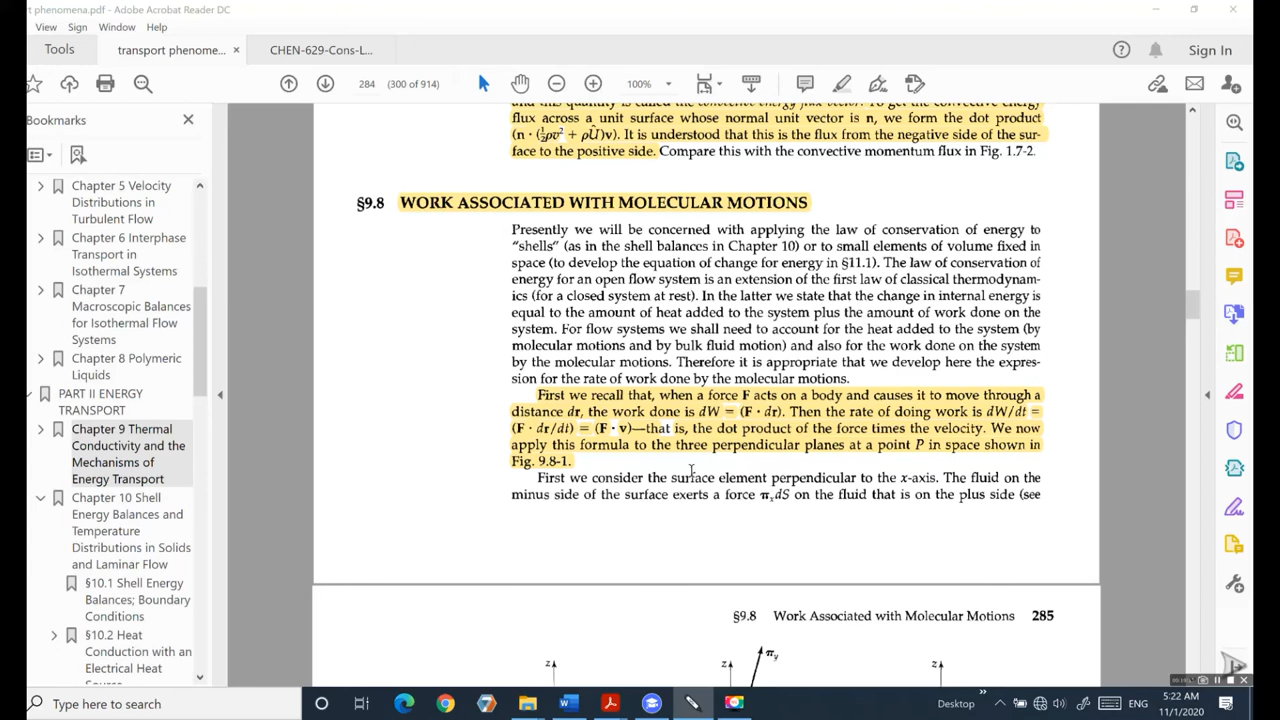 rt phenomena.pdf - Adobe Acrobat Reader DC
View Sign Window Help
Tools transport phenome... × CHEN-629-Cons-L... Sign In
284 (300 of 914) 100%
Bookmarks
Chapter 5 Velocity
Distributions in
Turbulent Flow
Chapter 6 Interphase
Transport in
Isothermal Systems
Chapter 7
Macroscopic Balances
for Isothermal Flow
Systems
Chapter 8 Polymeric
Liquids
PART II ENERGY
TRANSPORT
Chapter 9 Thermal
Conductivity and the
Mechanisms of
Energy Transport
Chapter 10 Shell
Energy Balances and
Temperature
Distributions in Solids
and Laminar Flow
§10.1 Shell Energy
Balances; Boundary
Conditions
§10.2 Heat
Conduction with an
Electrical Heat
and this quantity is called the convective energy flux vector. To get the convective energy
flux across a unit surface whose normal unit vector is n, we form the dot product
(n · (½ρv² + ρÛ)v). It is understood that this is the flux from the negative side of the sur-
face to the positive side. Compare this with the convective momentum flux in Fig. 1.7-2.
§9.8 WORK ASSOCIATED WITH MOLECULAR MOTIONS
Presently we will be concerned with applying the law of conservation of energy to
"shells" (as in the shell balances in Chapter 10) or to small elements of volume fixed in
space (to develop the equation of change for energy in §11.1). The law of conservation of
energy for an open flow system is an extension of the first law of classical thermodynam-
ics (for a closed system at rest). In the latter we state that the change in internal energy is
equal to the amount of heat added to the system plus the amount of work done on the
system. For flow systems we shall need to account for the heat added to the system (by
molecular motions and by bulk fluid motion) and also for the work done on the system
by the molecular motions. Therefore it is appropriate that we develop here the expres-
sion for the rate of work done by the molecular motions.
First we recall that, when a force F acts on a body and causes it to move through a
distance dr, the work done is dW = (F · dr). Then the rate of doing work is dW/dt =
(F · dr/dt) = (F · v)—that is, the dot product of the force times the velocity. We now
apply this formula to the three perpendicular planes at a point P in space shown in
Fig. 9.8-1.
First we consider the surface element perpendicular to the x-axis. The fluid on the
minus side of the surface exerts a force πₓdS on the fluid that is on the plus side (see
§9.8 Work Associated with Molecular Motions 285
z z πy z
Type here to search
Desktop
ENG
5:22 AM
11/1/2020